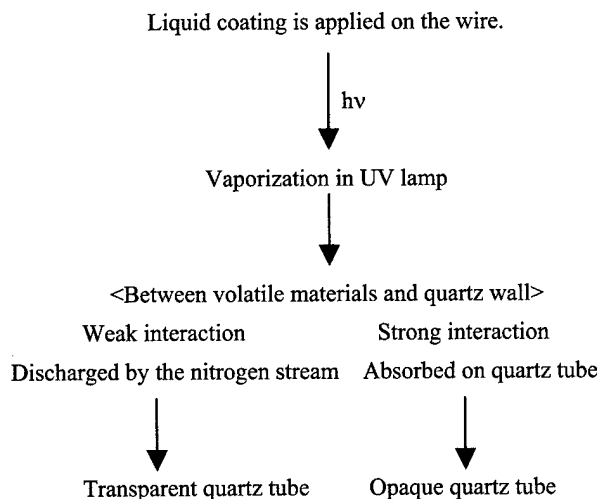 Liquid coating is applied on the wire.
hν
Vaporization in UV lamp
<Between volatile materials and quartz wall>
Weak interaction Strong interaction
Discharged by the nitrogen stream Absorbed on quartz tube
Transparent quartz tube Opaque quartz tube